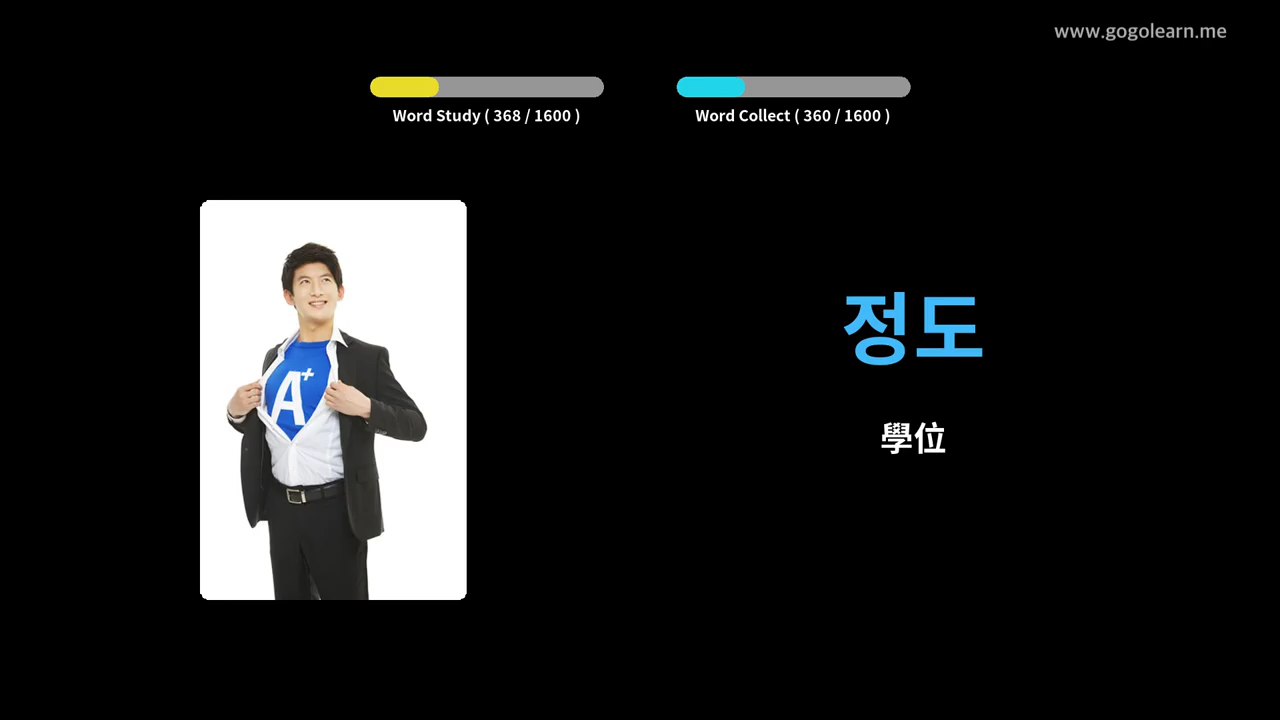 www.gogolearn.me
Word Study ( 368 / 1600 )
Word Collect ( 360 / 1600 )
A+
정도
學位